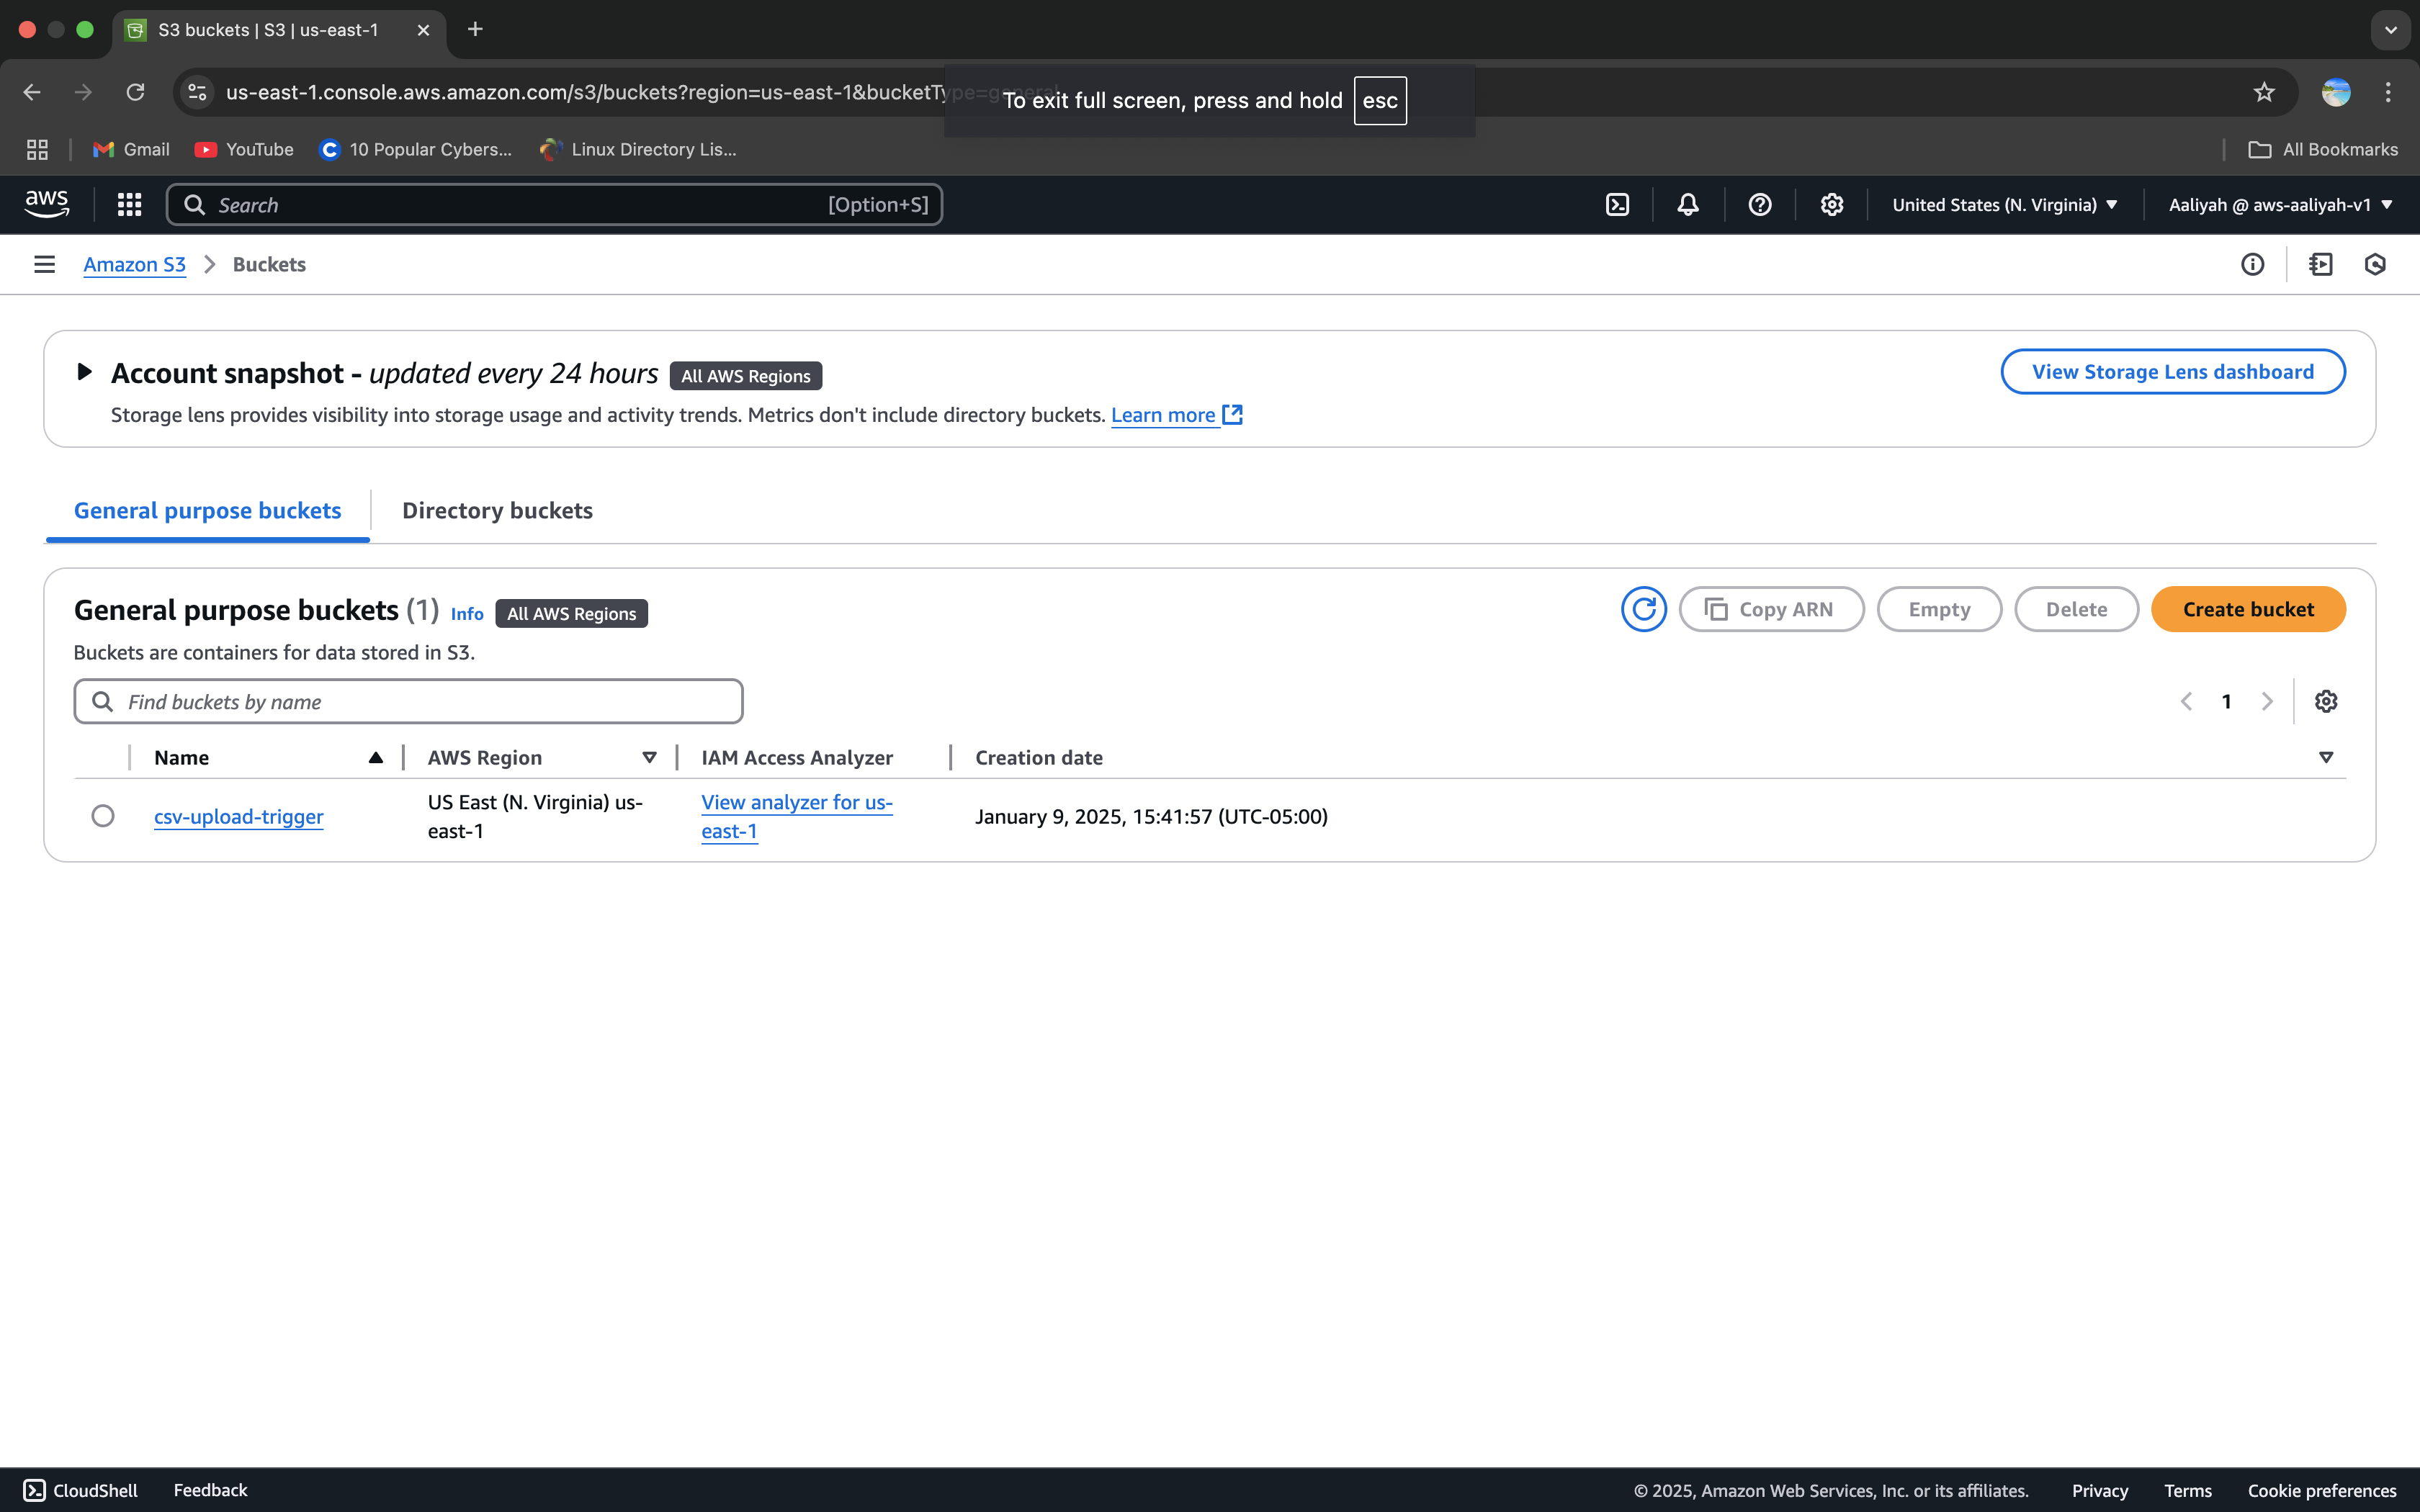 S3 buckets | S3 | us-east-1
us-east-1.console.aws.amazon.com/s3/buckets?region=us-east-1&bucketType=general
To exit full screen, press and hold esc
Gmail
YouTube
10 Popular Cybers...
Linux Directory Lis...
All Bookmarks
aws
Search
[Option+S]
United States (N. Virginia)
Aaliyah @ aws-aaliyah-v1
Amazon S3
Buckets
Account snapshot - updated every 24 hours All AWS Regions
View Storage Lens dashboard
Storage lens provides visibility into storage usage and activity trends. Metrics don't include directory buckets. Learn more
General purpose buckets
Directory buckets
General purpose buckets (1) Info All AWS Regions
Copy ARN
Empty
Delete
Create bucket
Buckets are containers for data stored in S3.
Find buckets by name
1
Name
AWS Region
IAM Access Analyzer
Creation date
csv-upload-trigger
US East (N. Virginia) us-
east-1
View analyzer for us-
east-1
January 9, 2025, 15:41:57 (UTC-05:00)
CloudShell
Feedback
© 2025, Amazon Web Services, Inc. or its affiliates.
Privacy
Terms
Cookie preferences